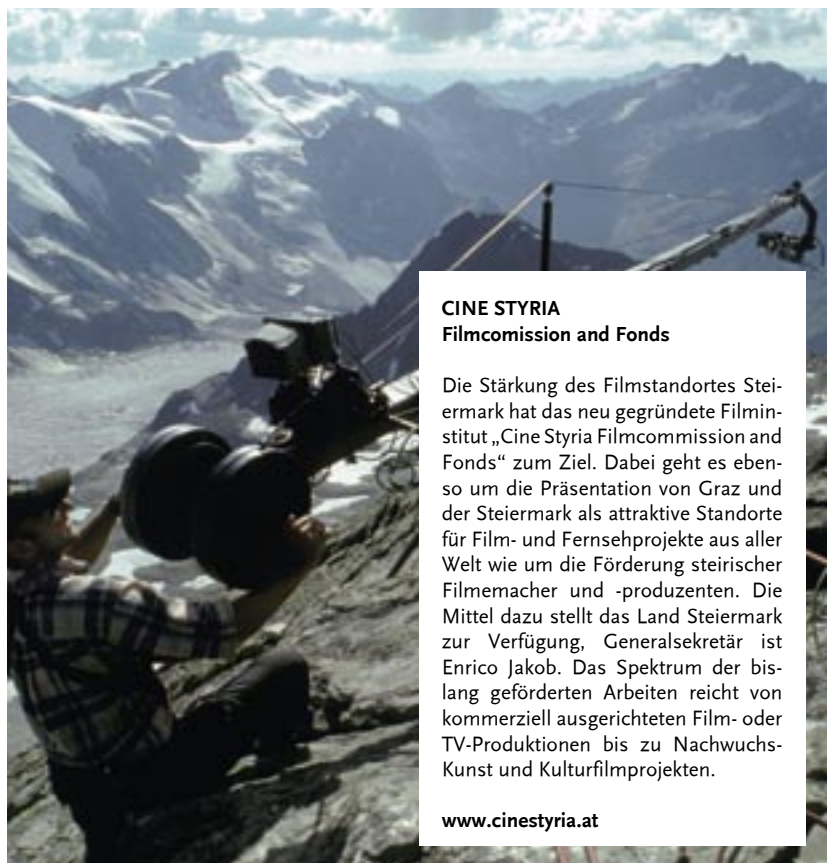 CINE STYRIA
Filmcomission and Fonds
Die Stärkung des Filmstandortes Stei-
ermark hat das neu gegründete Filmin-
stitut „Cine Styria Filmcommission and
Fonds“ zum Ziel. Dabei geht es eben-
so um die Präsentation von Graz und
der Steiermark als attraktive Standorte
für Film- und Fernsehprojekte aus aller
Welt wie um die Förderung steirischer
Filmemacher und -produzenten. Die
Mittel dazu stellt das Land Steiermark
zur Verfügung, Generalsekretär ist
Enrico Jakob. Das Spektrum der bis-
lang geförderten Arbeiten reicht von
kommerziell ausgerichteten Film- oder
TV-Produktionen bis zu Nachwuchs-
Kunst und Kulturfilmprojekten.
www.cinestyria.at